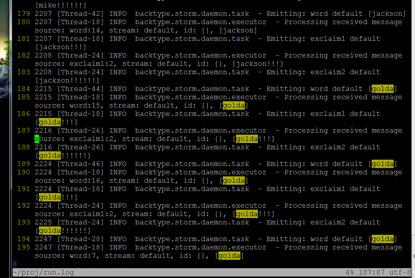 [mike!!!!!!]
179 2207 [Thread-42] INFO backtype.storm.daemon.task - Emitting: word default [jackson]
180 2207 [Thread-18] INFO backtype.storm.daemon.executor - Processing received message
source: word:14, stream: default, id: {}, [jackson]
181 2207 [Thread-18] INFO backtype.storm.daemon.task - Emitting: exclaim1 default
[jackson!!!]
182 2208 [Thread-24] INFO backtype.storm.daemon.executor - Processing received message
source: exclaim1:2, stream: default, id: {}, [jackson!!!]
183 2208 [Thread-24] INFO backtype.storm.daemon.task - Emitting: exclaim2 default
[jackson!!!!!!]
184 2215 [Thread-44] INFO backtype.storm.daemon.task - Emitting: word default [golda]
185 2215 [Thread-18] INFO backtype.storm.daemon.executor - Processing received message
source: word:15, stream: default, id: {}, [golda]
186 2215 [Thread-18] INFO backtype.storm.daemon.task - Emitting: exclaim1 default
[golda!!!]
187 2216 [Thread-26] INFO backtype.storm.daemon.executor - Processing received message
source: exclaim1:2, stream: default, id: {}, [golda!!!]
188 2216 [Thread-26] INFO backtype.storm.daemon.task - Emitting: exclaim2 default
[golda!!!!!!]
189 2224 [Thread-46] INFO backtype.storm.daemon.task - Emitting: word default [golda]
190 2224 [Thread-18] INFO backtype.storm.daemon.executor - Processing received message
source: word:16, stream: default, id: {}, [golda]
191 2224 [Thread-18] INFO backtype.storm.daemon.task - Emitting: exclaim1 default
[golda!!!]
192 2224 [Thread-24] INFO backtype.storm.daemon.executor - Processing received message
source: exclaim1:2, stream: default, id: {}, [golda!!!]
193 2225 [Thread-24] INFO backtype.storm.daemon.task - Emitting: exclaim2 default
[golda!!!!!!]
194 2247 [Thread-28] INFO backtype.storm.daemon.task - Emitting: word default [golda]
195 2247 [Thread-18] INFO backtype.storm.daemon.executor - Processing received message
source: word:7, stream: default, id: {}, [golda]
@
~/proj/run.log 4% 187:87 utf-8